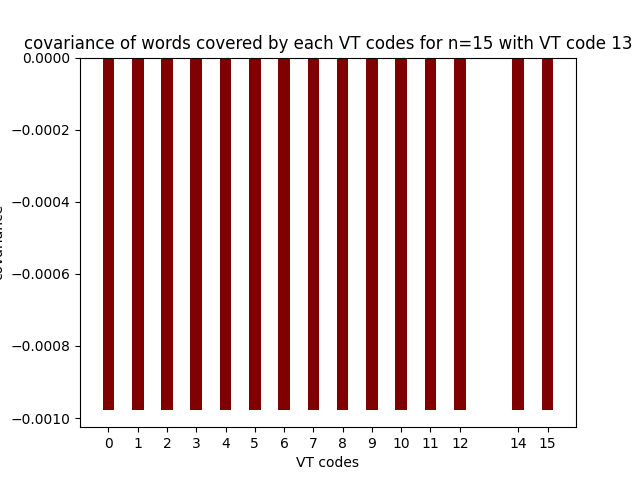 covariance of words covered by each VT codes for n=15 with VT code 13
0.0000
−0.0002
−0.0004
−0.0006
−0.0008
−0.0010
0 1 2 3 4 5 6 7 8 9 10 11 12 14 15
VT codes